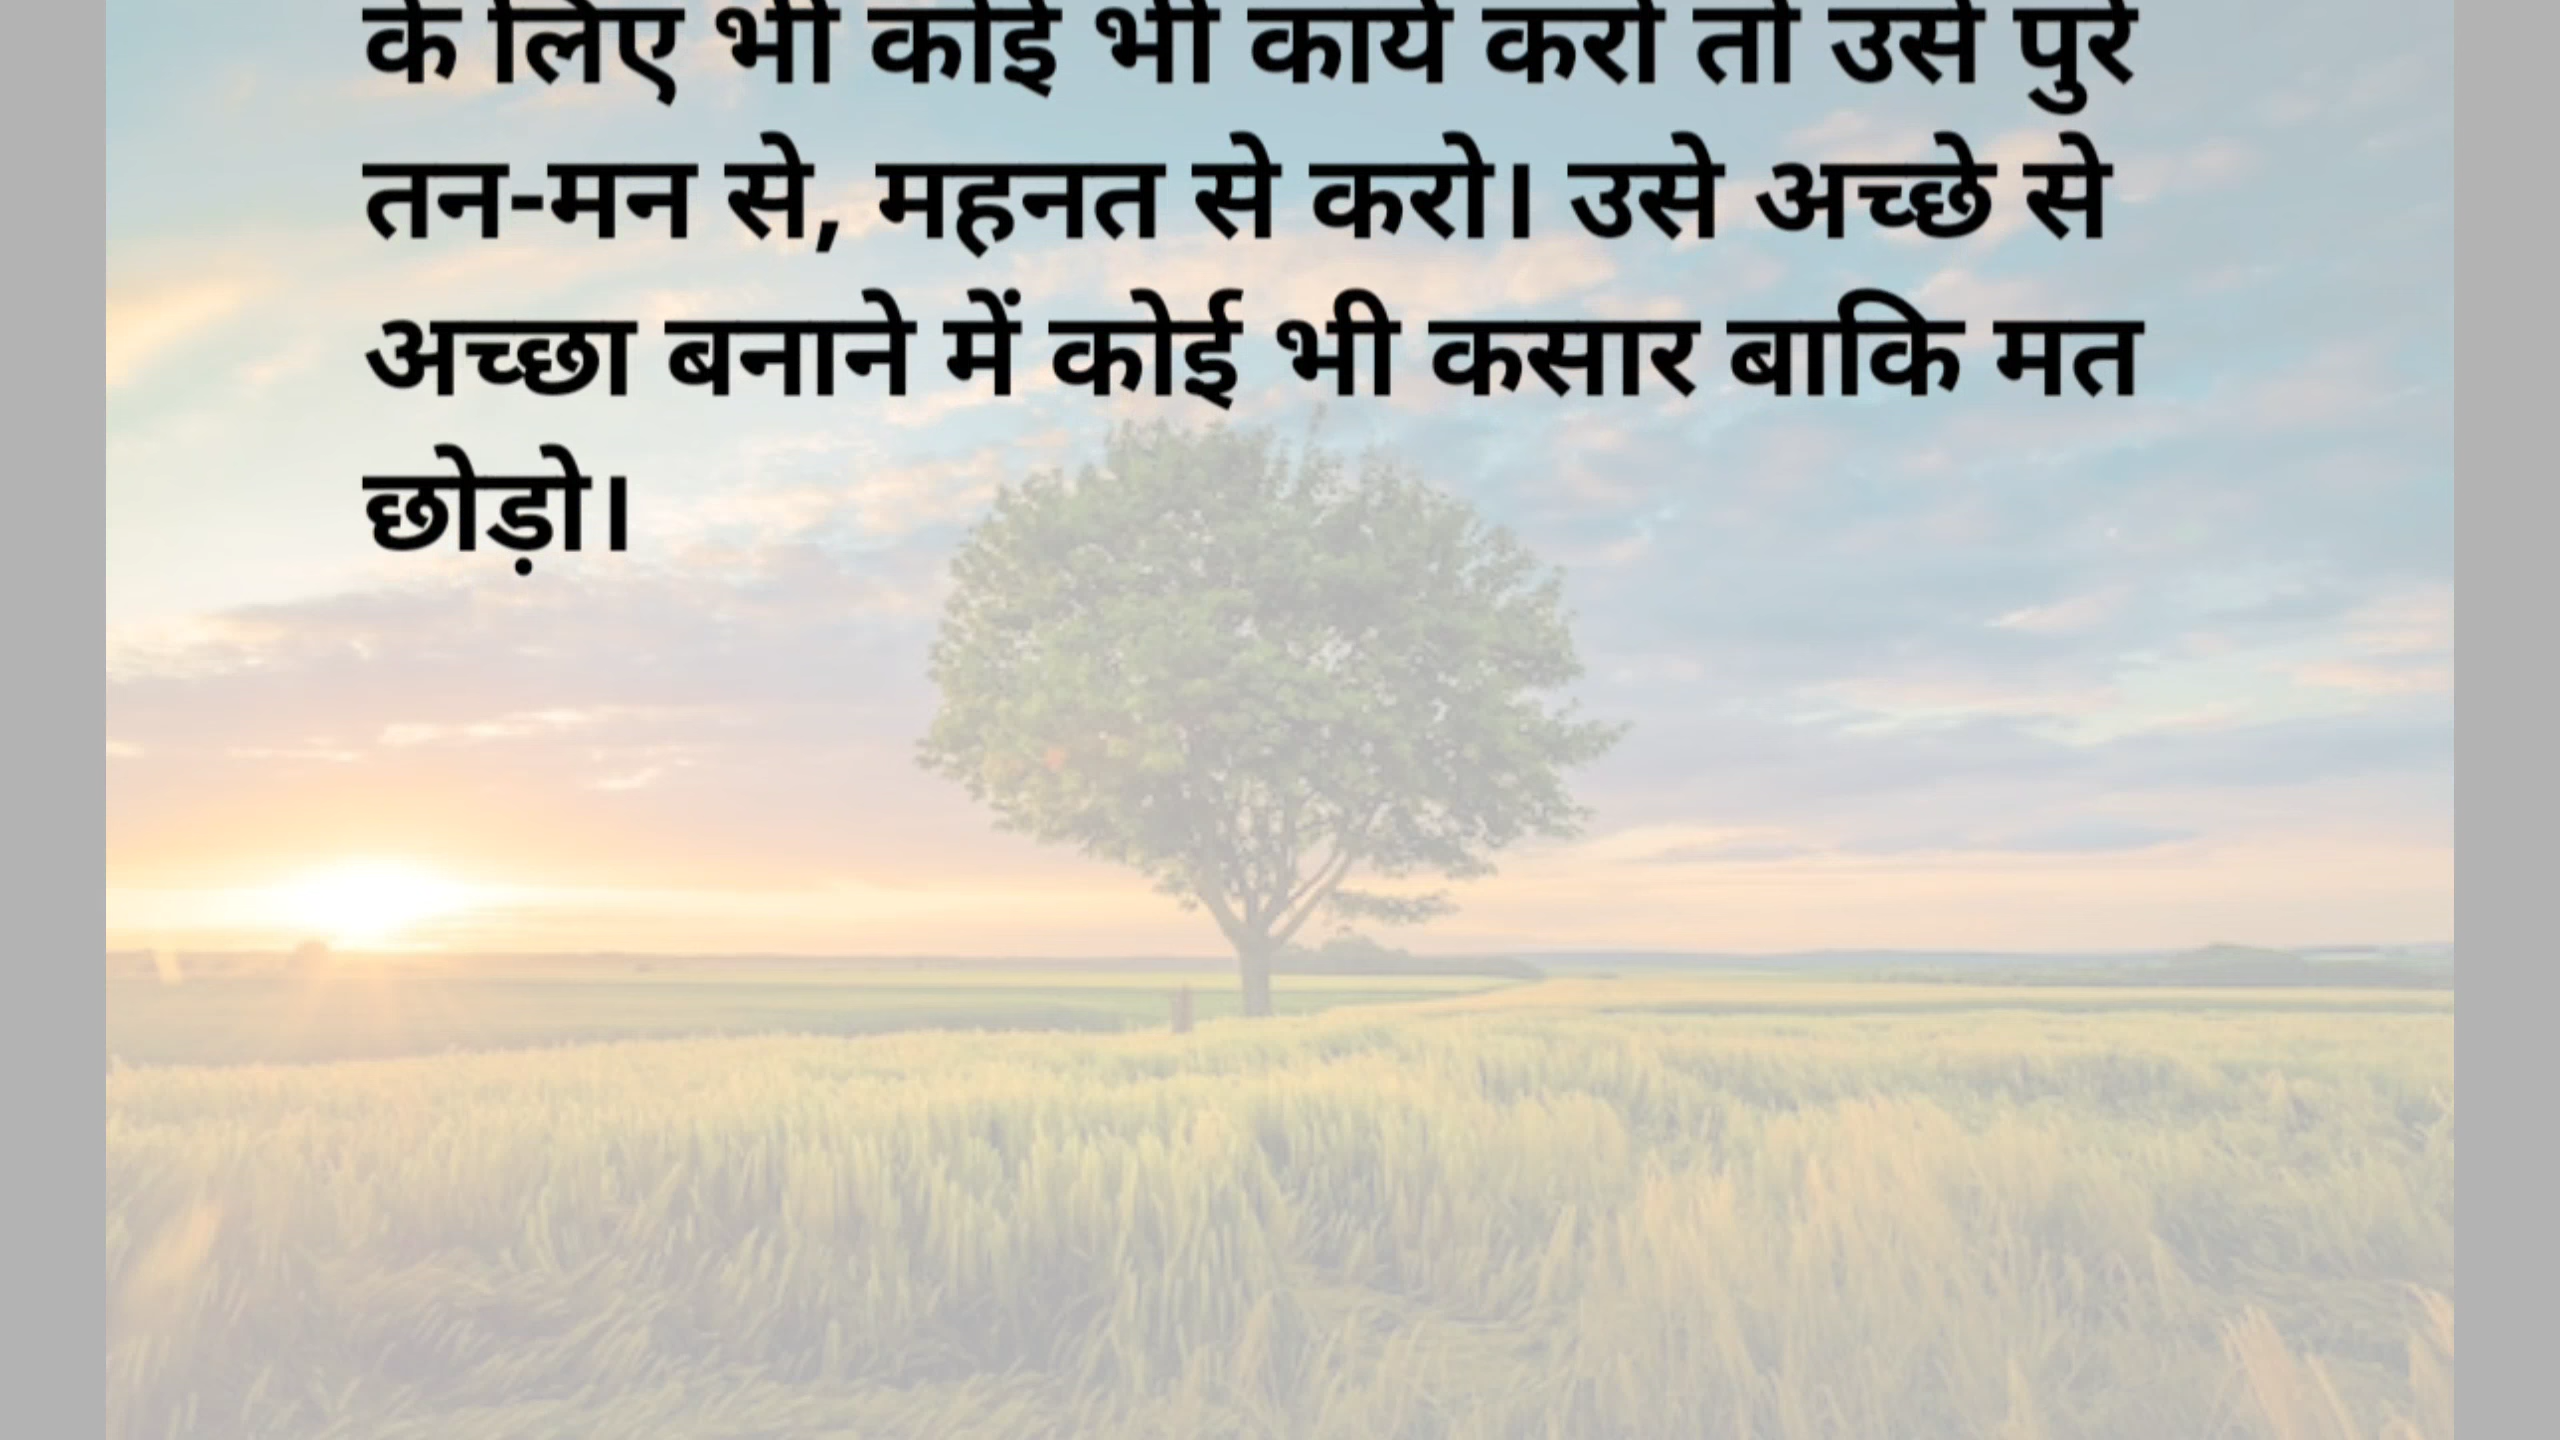 के लिए भी कोई भी कार्य करो तो उसे पुरे
तन-मन से, महनत से करो। उसे अच्छे से
अच्छा बनाने में कोई भी कसार बाकि मत
छोड़ो।